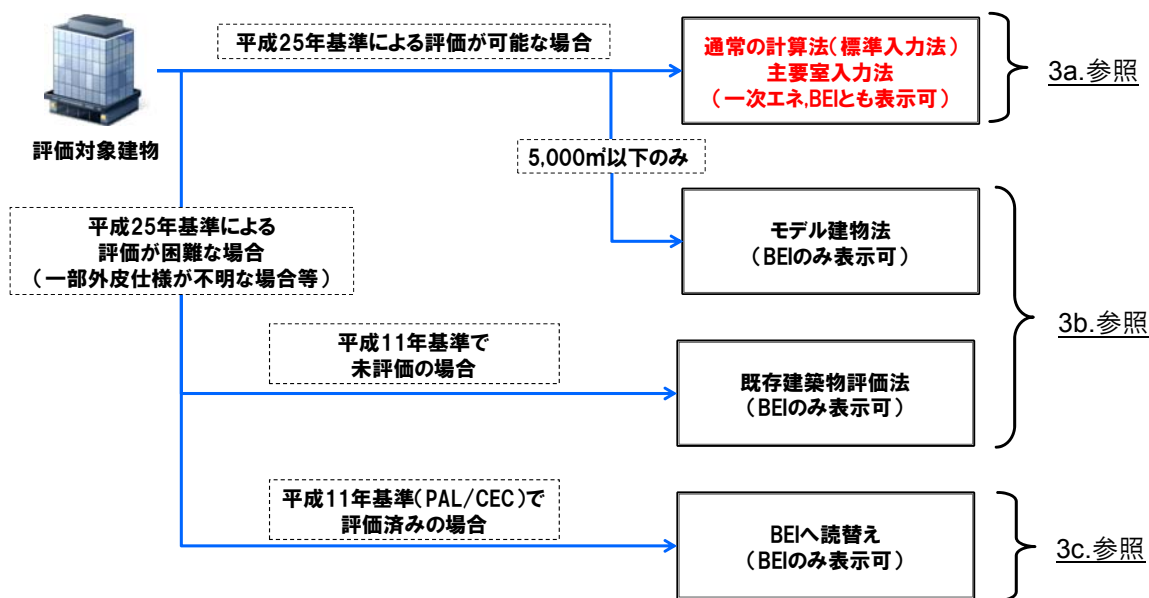 平成25年基準による評価が可能な場合
通常の計算法(標準入力法)
主要室入力法
(一次エネ,BEIとも表示可)
3a.参照
評価対象建物
5,000㎡以下のみ
平成25年基準による
評価が困難な場合
(一部外皮仕様が不明な場合等)
モデル建物法
(BEIのみ表示可)
3b.参照
平成11年基準で
未評価の場合
既存建築物評価法
(BEIのみ表示可)
平成11年基準(PAL/CEC)で
評価済みの場合
BEIへ読替え
(BEIのみ表示可)
3c.参照